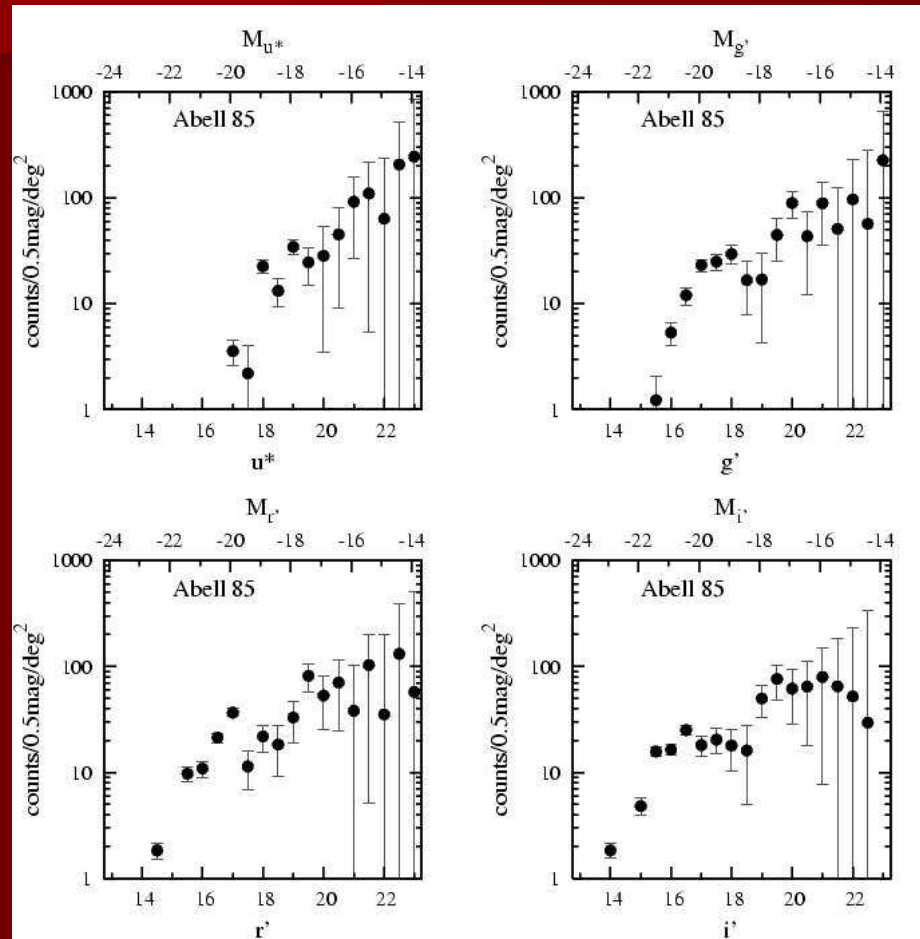 M_u*
-24 -22 -20 -18 -16 -14
1000
100
10
1
counts/0.5mag/deg²
Abell 85
14 16 18 20 22
u*
M_g'
-24 -22 -20 -18 -16 -14
1000
100
10
1
counts/0.5mag/deg²
Abell 85
14 16 18 20 22
g'
M_r'
-24 -22 -20 -18 -16 -14
1000
100
10
1
counts/0.5mag/deg²
Abell 85
14 16 18 20 22
r'
M_i'
-24 -22 -20 -18 -16 -14
1000
100
10
1
counts/0.5mag/deg²
Abell 85
14 16 18 20 22
i'